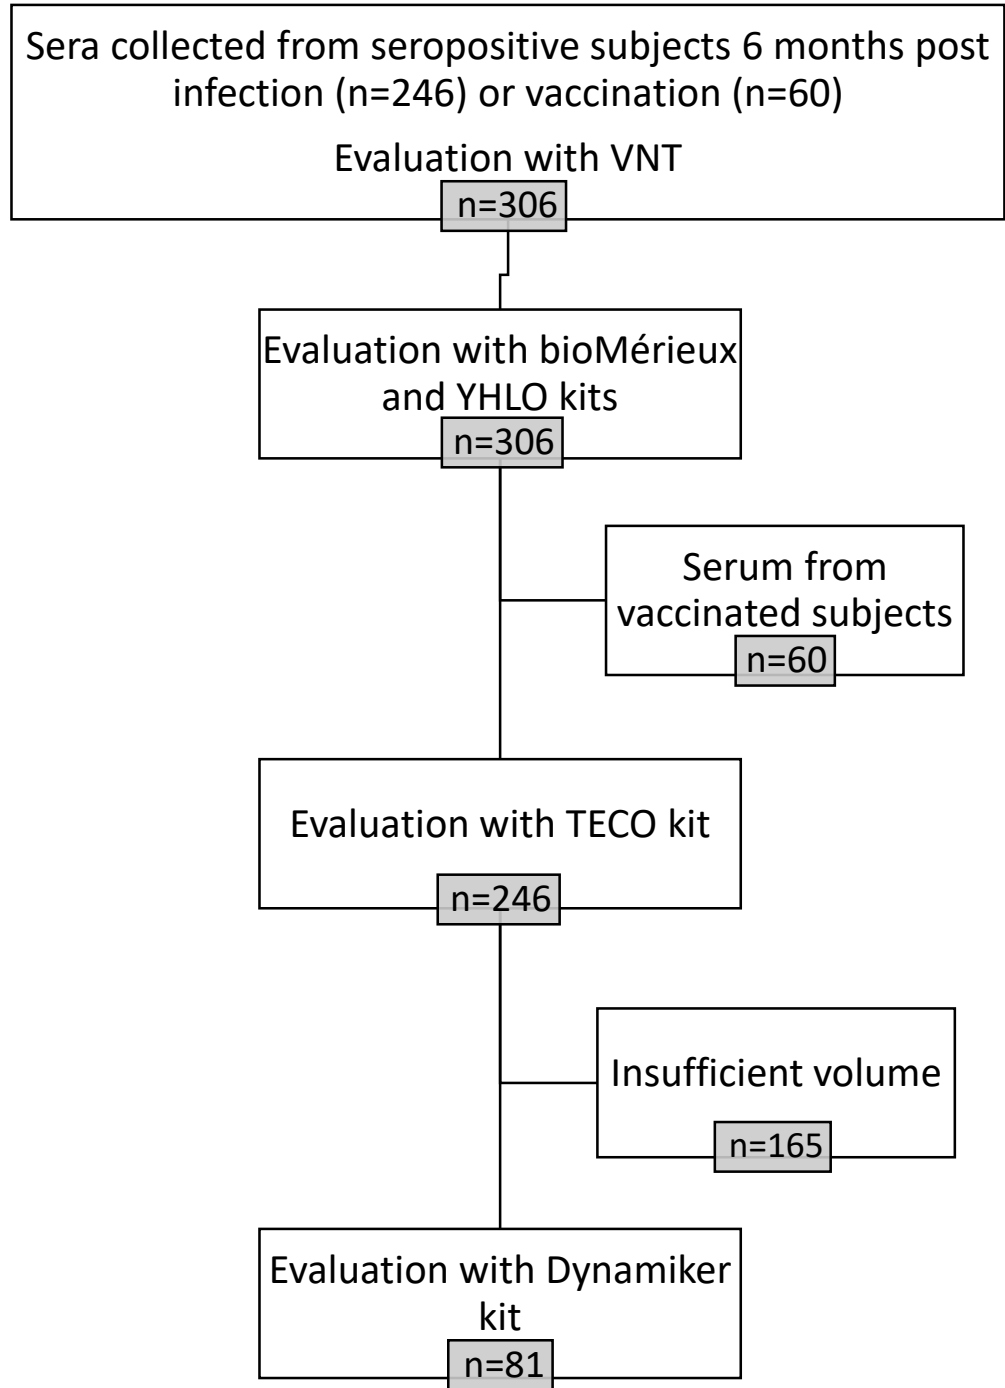 Sera collected from seropositive subjects 6 months post
infection (n=246) or vaccination (n=60)
Evaluation with VNT
n=306
Evaluation with bioMérieux
and YHLO kits
n=306
Serum from
vaccinated subjects
n=60
Evaluation with TECO kit
n=246
Insufficient volume
n=165
Evaluation with Dynamiker
kit
n=81